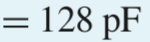 = 128 pF